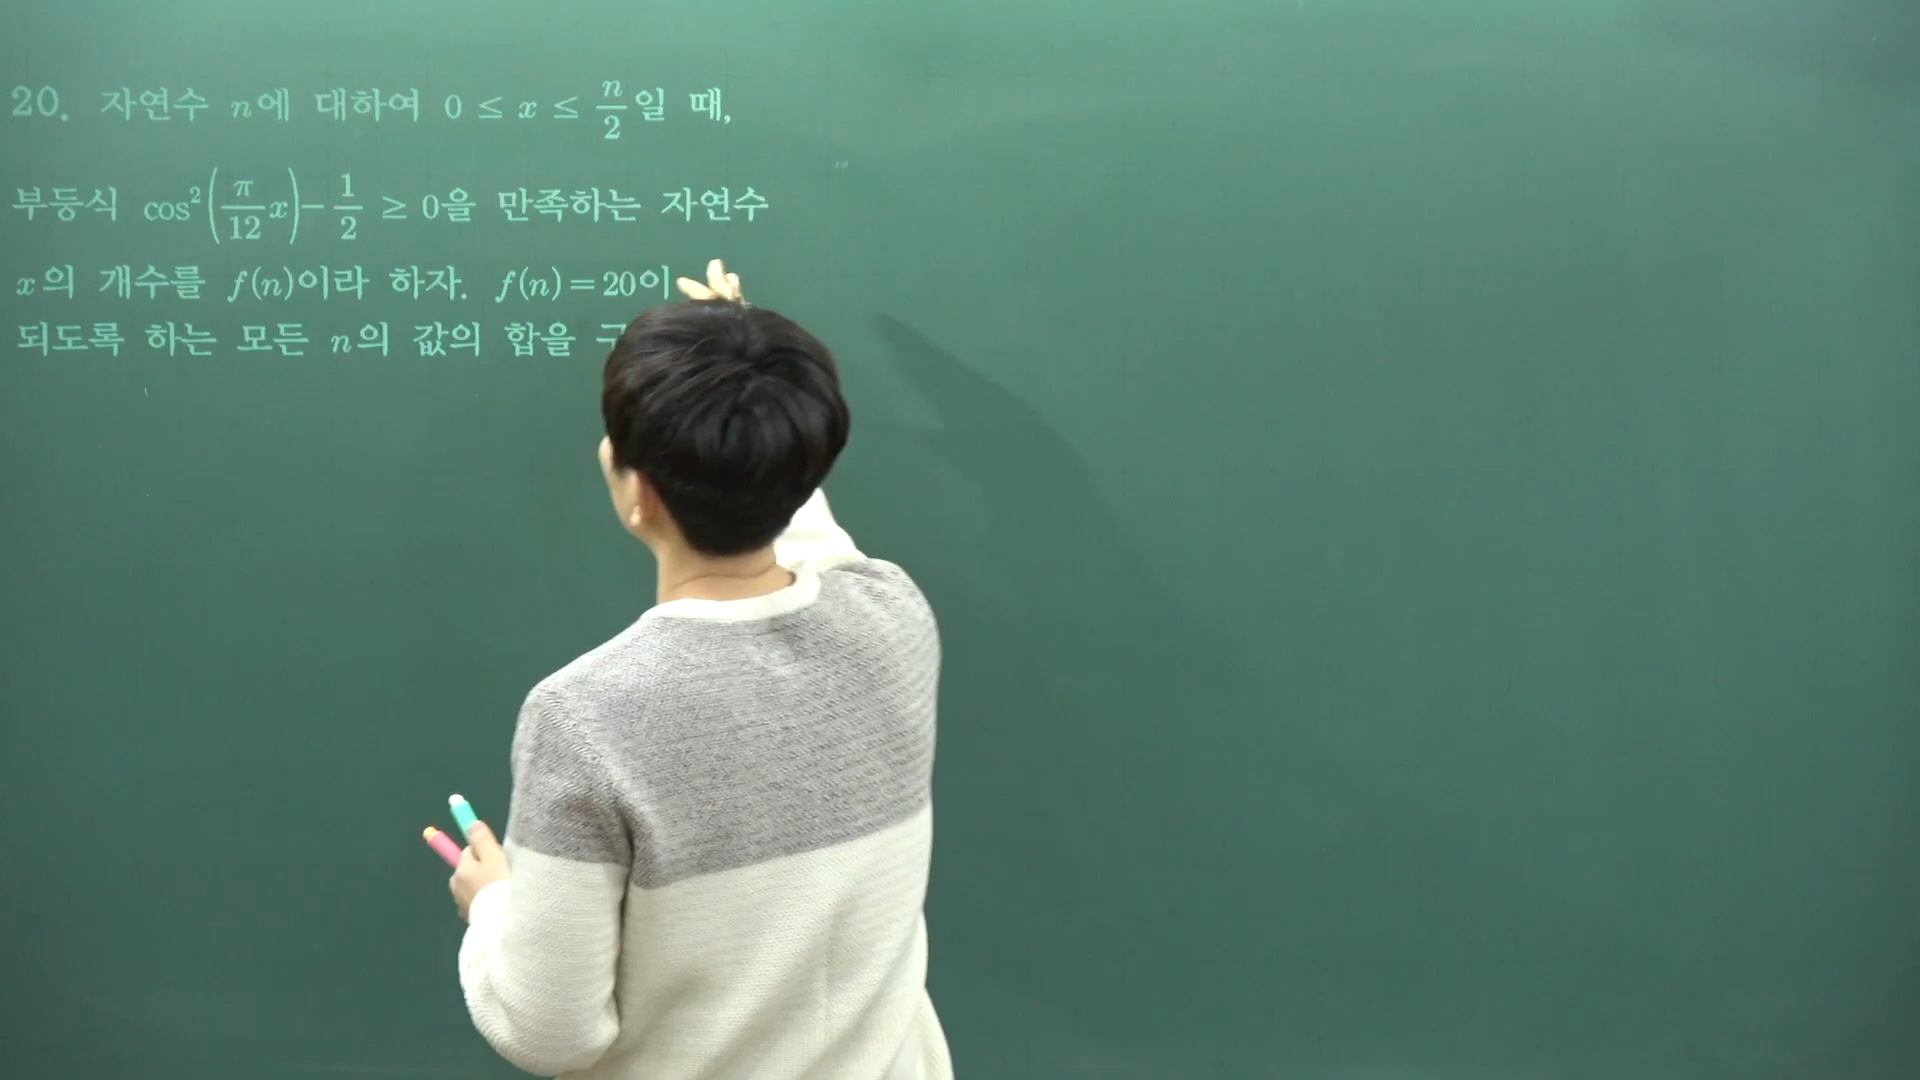 20. 자연수 n에 대하여 0 ≤ x ≤ n/2일 때,
부등식 cos²(π/12 x) − 1/2 ≥ 0을 만족하는 자연수
x의 개수를 f(n)이라 하자. f(n) = 20이
되도록 하는 모든 n의 값의 합을